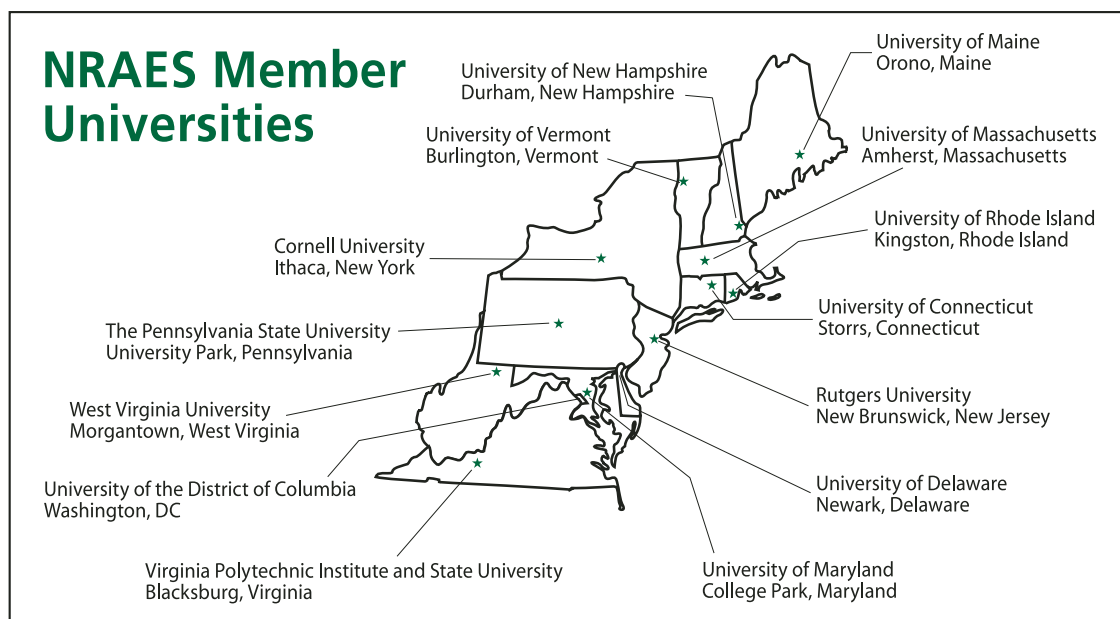 NRAES Member
Universities
University of Maine
Orono, Maine
University of New Hampshire
Durham, New Hampshire
University of Vermont
Burlington, Vermont
University of Massachusetts
Amherst, Massachusetts
University of Rhode Island
Kingston, Rhode Island
Cornell University
Ithaca, New York
University of Connecticut
Storrs, Connecticut
The Pennsylvania State University
University Park, Pennsylvania
Rutgers University
New Brunswick, New Jersey
West Virginia University
Morgantown, West Virginia
University of Delaware
Newark, Delaware
University of the District of Columbia
Washington, DC
Virginia Polytechnic Institute and State University
Blacksburg, Virginia
University of Maryland
College Park, Maryland